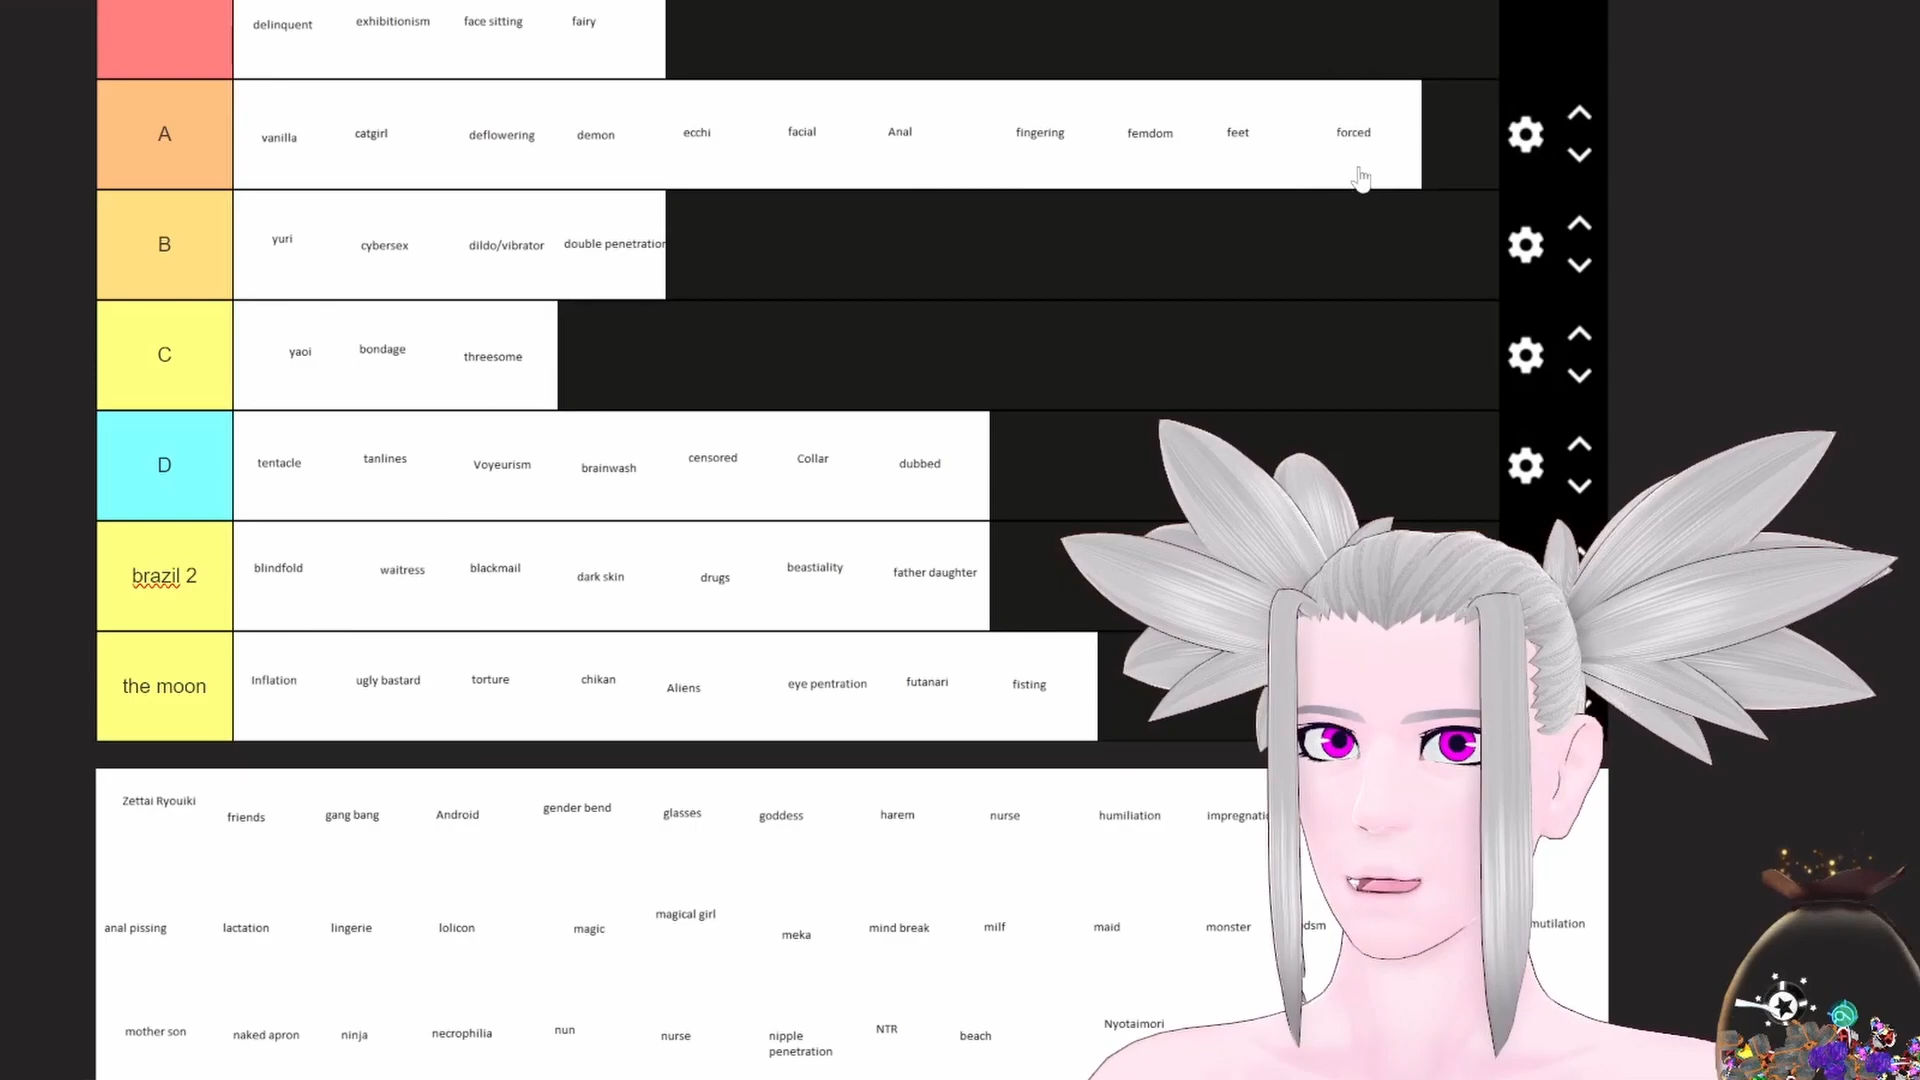 delinquent exhibitionism face sitting fairy
A vanilla catgirl deflowering demon ecchi facial Anal fingering femdom feet forced
B yuri cybersex dildo/vibrator double penetration
C yaoi bondage threesome
D tentacle tanlines Voyeurism brainwash censored Collar dubbed
brazil 2 blindfold waitress blackmail dark skin drugs beastiality father daughter
the moon Inflation ugly bastard torture chikan Aliens eye pentration futanari fisting
Zettai Ryouiki friends gang bang Android gender bend glasses goddess harem nurse humiliation
anal pissing lactation lingerie lolicon magic magical girl meka mind break milf maid monster mutilation
mother son naked apron ninja necrophilia nun nurse nipple penetration NTR beach Nyotaimori